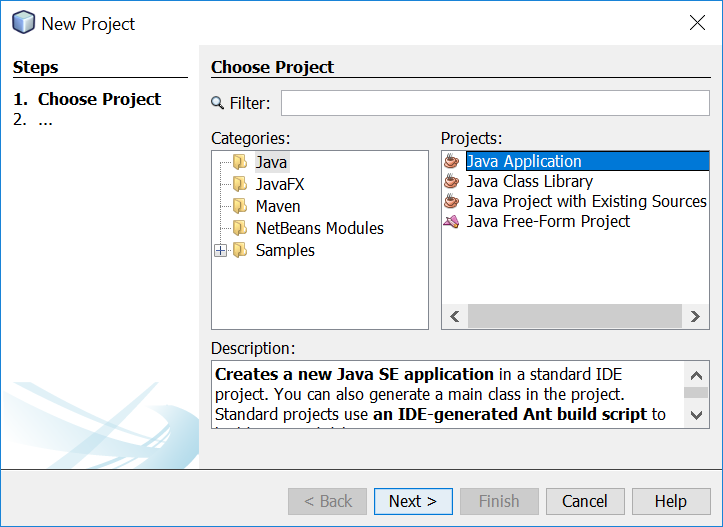 New Project
Steps
1. Choose Project
2. ...
Choose Project
Filter:
Categories:
Java
JavaFX
Maven
NetBeans Modules
Samples
Projects:
Java Application
Java Class Library
Java Project with Existing Sources
Java Free-Form Project
Description:
Creates a new Java SE application in a standard IDE
project. You can also generate a main class in the project.
Standard projects use an IDE-generated Ant build script to
< Back
Next >
Finish
Cancel
Help